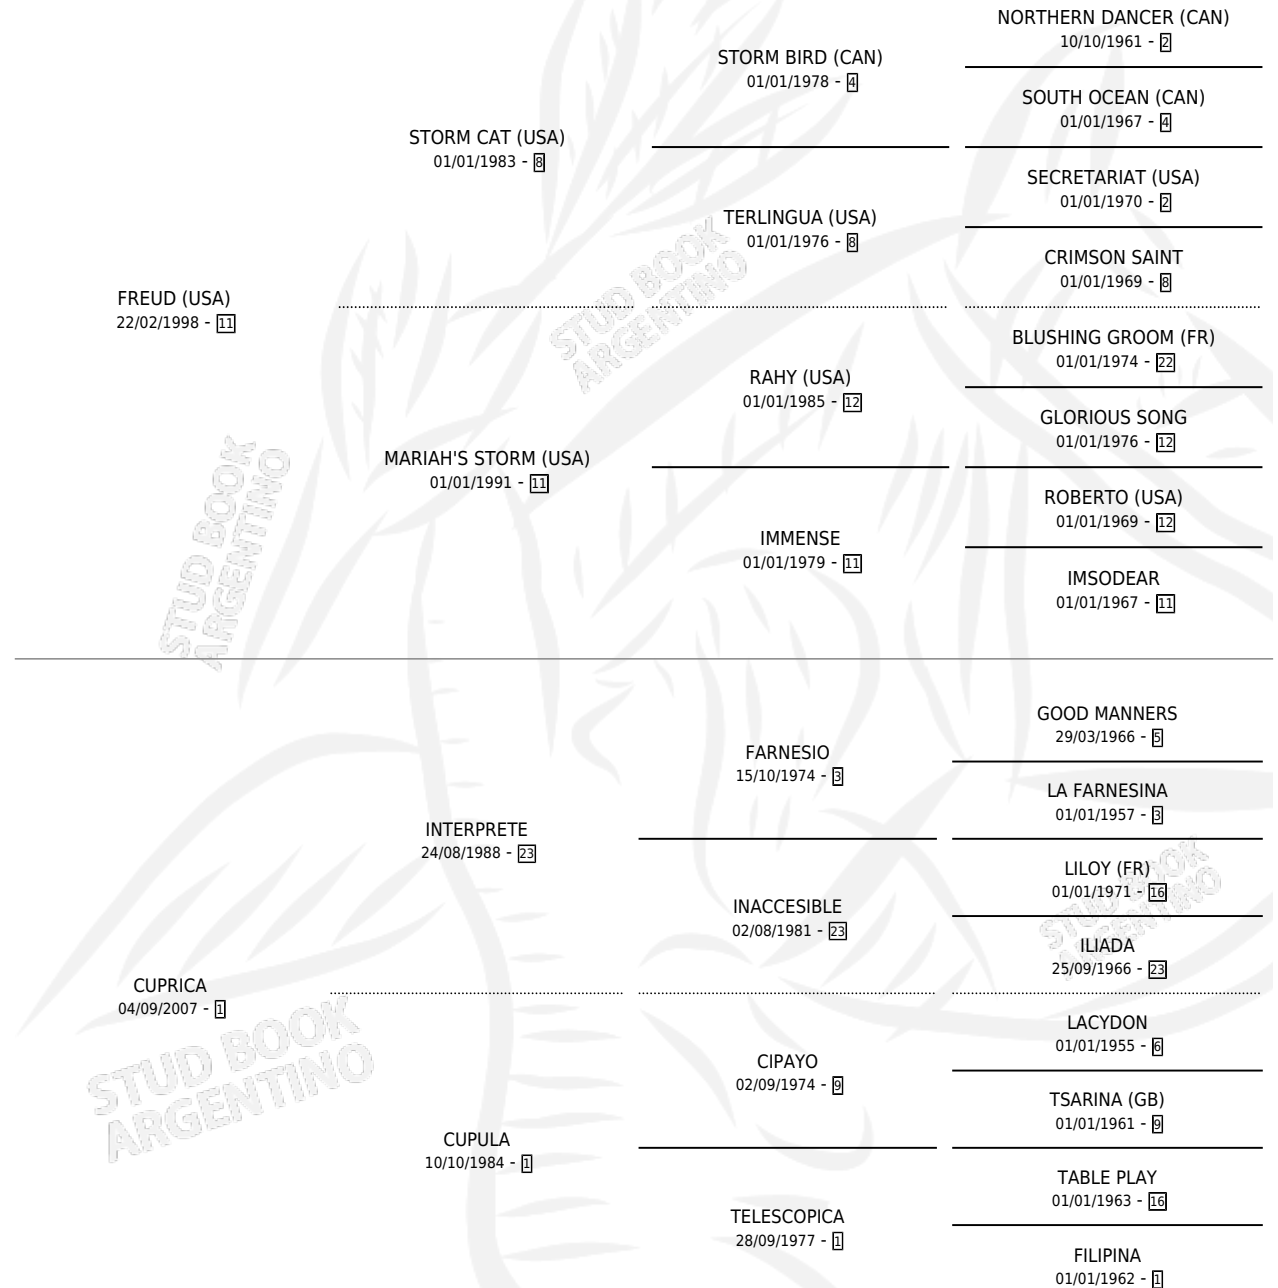 NORTHERN DANCER (CAN)
10/10/1961 - 2
STORM BIRD (CAN)
01/01/1978 - 4
SOUTH OCEAN (CAN)
01/01/1967 - 4
STORM CAT (USA)
01/01/1983 - 8
SECRETARIAT (USA)
01/01/1970 - 2
TERLINGUA (USA)
01/01/1976 - 8
CRIMSON SAINT
01/01/1969 - 8
FREUD (USA)
22/02/1998 - 11
BLUSHING GROOM (FR)
01/01/1974 - 22
RAHY (USA)
01/01/1985 - 12
GLORIOUS SONG
01/01/1976 - 12
MARIAH'S STORM (USA)
01/01/1991 - 11
ROBERTO (USA)
01/01/1969 - 12
IMMENSE
01/01/1979 - 11
IMSODEAR
01/01/1967 - 11
GOOD MANNERS
29/03/1966 - 5
FARNESIO
15/10/1974 - 3
LA FARNESINA
01/01/1957 - 3
INTERPRETE
24/08/1988 - 23
LILOY (FR)
01/01/1971 - 16
INACCESIBLE
02/08/1981 - 23
ILIADA
25/09/1966 - 23
CUPRICA
04/09/2007 - 1
LACYDON
01/01/1955 - 6
CIPAYO
02/09/1974 - 9
TSARINA (GB)
01/01/1961 - 9
CUPULA
10/10/1984 - 1
TABLE PLAY
01/01/1963 - 16
TELESCOPICA
28/09/1977 - 1
FILIPINA
01/01/1962 - 1
STUD BOOK
ARGENTINO
STUD BOOK
ARGENTINO
STUD BOOK
ARGENTINO
STUD BOOK
ARGENTINO